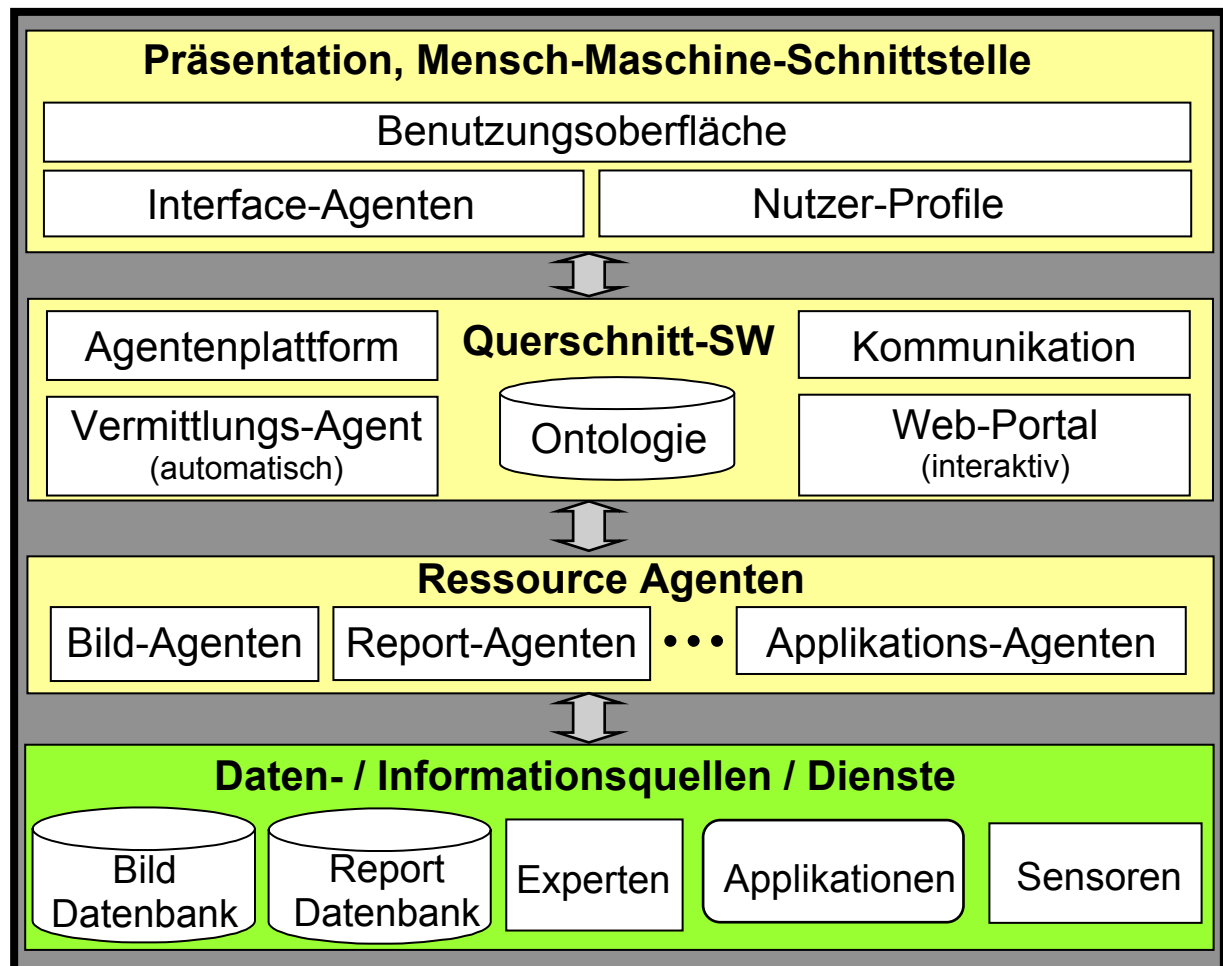 Präsentation, Mensch-Maschine-Schnittstelle
Benutzungsoberfläche
Interface-Agenten
Nutzer-Profile
Agentenplattform
Querschnitt-SW
Kommunikation
Vermittlungs-Agent
(automatisch)
Ontologie
Web-Portal
(interaktiv)
Ressource Agenten
Bild-Agenten
Report-Agenten
•••
Applikations-Agenten
Daten- / Informationsquellen / Dienste
Bild
Datenbank
Report
Datenbank
Experten
Applikationen
Sensoren